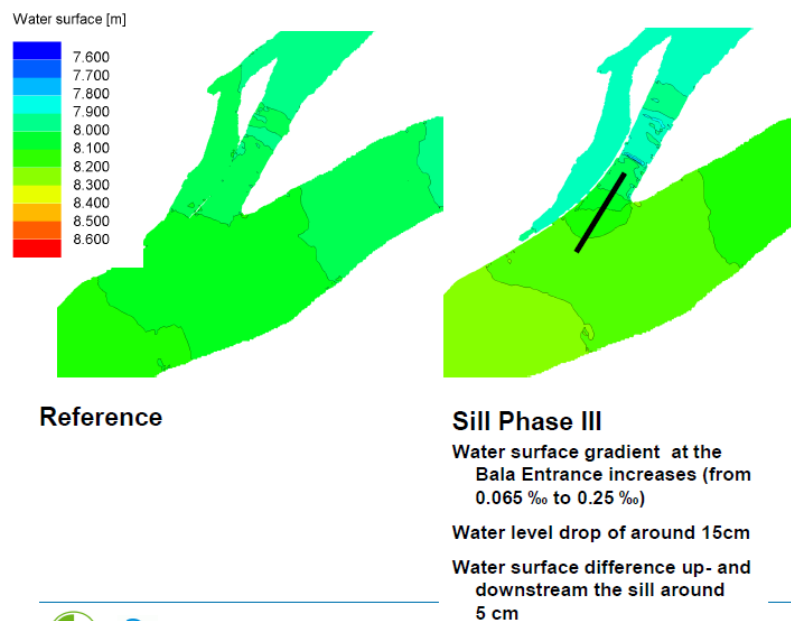 Water surface [m]
7.600
7.700
7.800
7.900
8.000
8.100
8.200
8.300
8.400
8.500
8.600
Reference
Sill Phase III
Water surface gradient at the
Bala Entrance increases (from
0.065 ‰ to 0.25 ‰)
Water level drop of around 15cm
Water surface difference up- and
downstream the sill around
5 cm